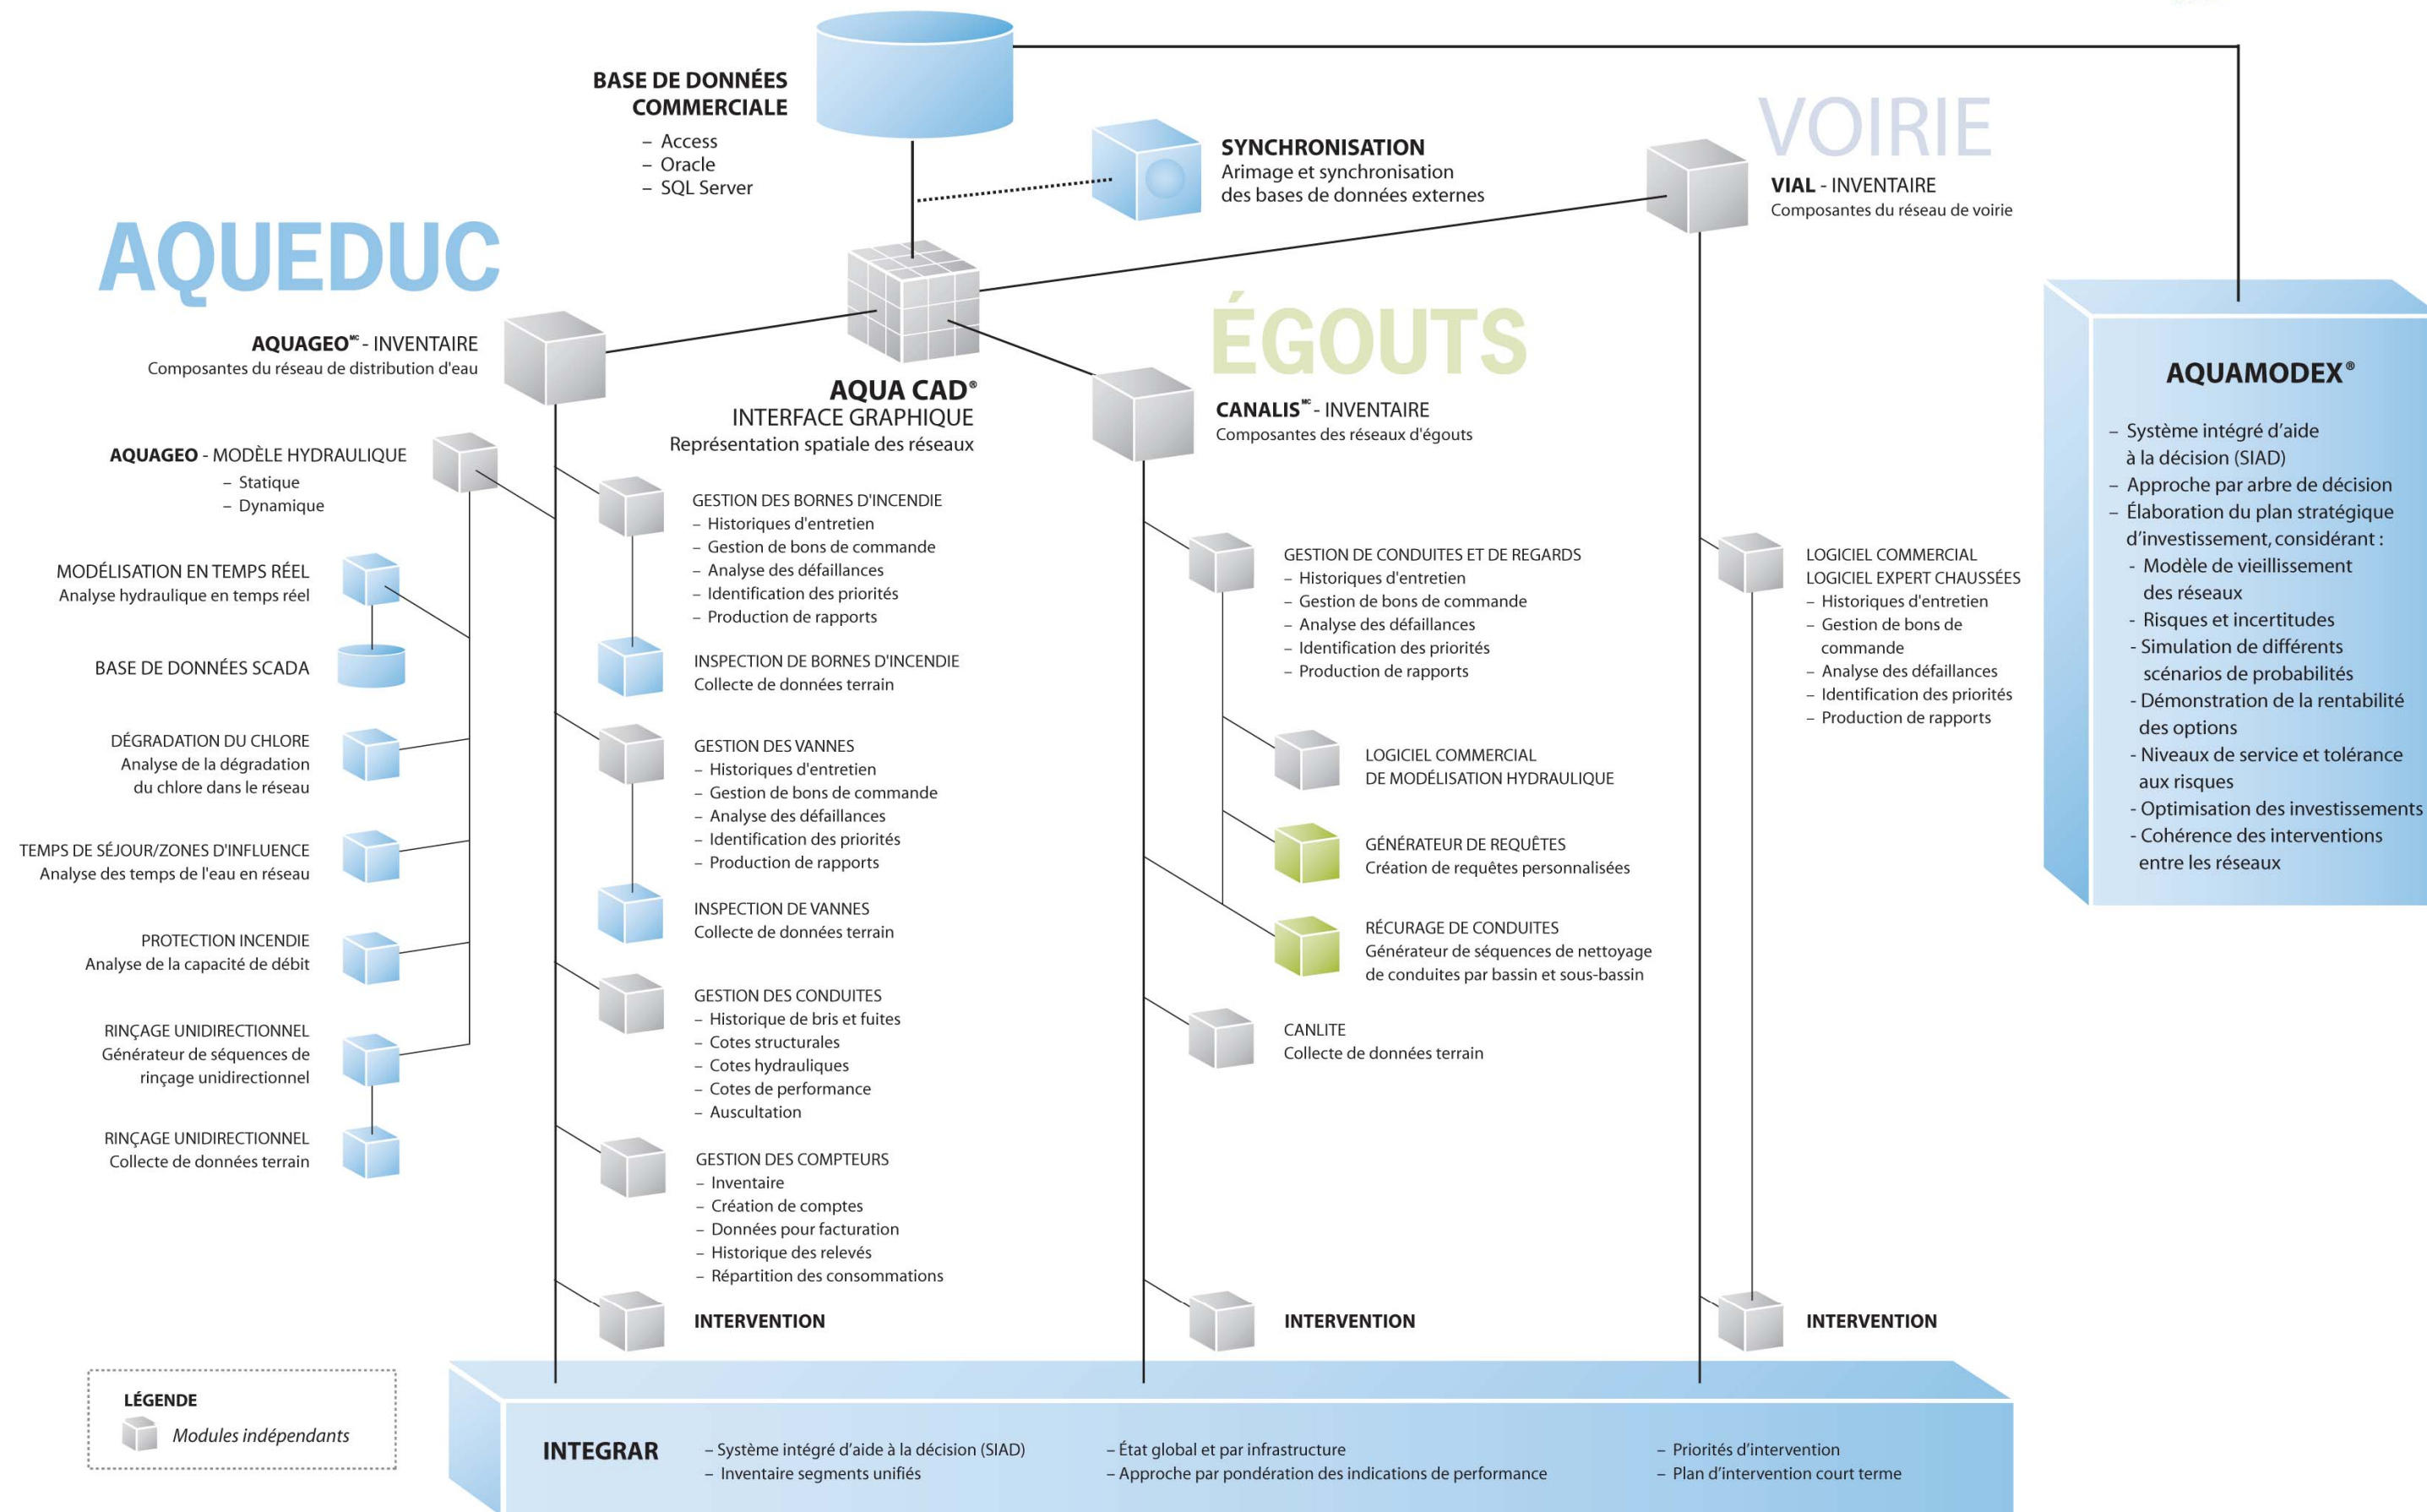 BASE DE DONNÉES
COMMERCIALE
– Access
– Oracle
– SQL Server
SYNCHRONISATION
Arimage et synchronisation
des bases de données externes
VOIRIE
VIAL - INVENTAIRE
Composantes du réseau de voirie
AQUEDUC
AQUAGEO MC - INVENTAIRE
Composantes du réseau de distribution d'eau
AQUA CAD®
INTERFACE GRAPHIQUE
Représentation spatiale des réseaux
ÉGOUTS
CANALIS MC - INVENTAIRE
Composantes des réseaux d'égouts
AQUAGEO - MODÈLE HYDRAULIQUE
– Statique
– Dynamique
MODÉLISATION EN TEMPS RÉEL
Analyse hydraulique en temps réel
BASE DE DONNÉES SCADA
DÉGRADATION DU CHLORE
Analyse de la dégradation
du chlore dans le réseau
TEMPS DE SÉJOUR/ZONES D'INFLUENCE
Analyse des temps de l'eau en réseau
PROTECTION INCENDIE
Analyse de la capacité de débit
RINÇAGE UNIDIRECTIONNEL
Générateur de séquences de
rinçage unidirectionnel
RINÇAGE UNIDIRECTIONNEL
Collecte de données terrain
GESTION DES BORNES D'INCENDIE
– Historiques d'entretien
– Gestion de bons de commande
– Analyse des défaillances
– Identification des priorités
– Production de rapports
INSPECTION DE BORNES D'INCENDIE
Collecte de données terrain
GESTION DES VANNES
– Historiques d'entretien
– Gestion de bons de commande
– Analyse des défaillances
– Identification des priorités
– Production de rapports
INSPECTION DE VANNES
Collecte de données terrain
GESTION DES CONDUITES
– Historique de bris et fuites
– Cotes structurales
– Cotes hydrauliques
– Cotes de performance
– Auscultation
GESTION DES COMPTEURS
– Inventaire
– Création de comptes
– Données pour facturation
– Historique des relevés
– Répartition des consommations
INTERVENTION
GESTION DE CONDUITES ET DE REGARDS
– Historiques d'entretien
– Gestion de bons de commande
– Analyse des défaillances
– Identification des priorités
– Production de rapports
LOGICIEL COMMERCIAL
DE MODÉLISATION HYDRAULIQUE
GÉNÉRATEUR DE REQUÊTES
Création de requêtes personnalisées
RÉCURAGE DE CONDUITES
Générateur de séquences de nettoyage
de conduites par bassin et sous-bassin
CANLITE
Collecte de données terrain
INTERVENTION
LOGICIEL COMMERCIAL
LOGICIEL EXPERT CHAUSSÉES
– Historiques d'entretien
– Gestion de bons de
commande
– Analyse des défaillances
– Identification des priorités
– Production de rapports
INTERVENTION
AQUAMODEX®
– Système intégré d’aide
à la décision (SIAD)
– Approche par arbre de décision
– Élaboration du plan stratégique
d’investissement, considérant :
- Modèle de vieillissement
des réseaux
- Risques et incertitudes
- Simulation de différents
scénarios de probabilités
- Démonstration de la rentabilité
des options
- Niveaux de service et tolérance
aux risques
- Optimisation des investissements
- Cohérence des interventions
entre les réseaux
LÉGENDE
Modules indépendants
INTEGRAR
– Système intégré d’aide à la décision (SIAD)
– Inventaire segments unifiés
– État global et par infrastructure
– Approche par pondération des indications de performance
– Priorités d’intervention
– Plan d’intervention court terme